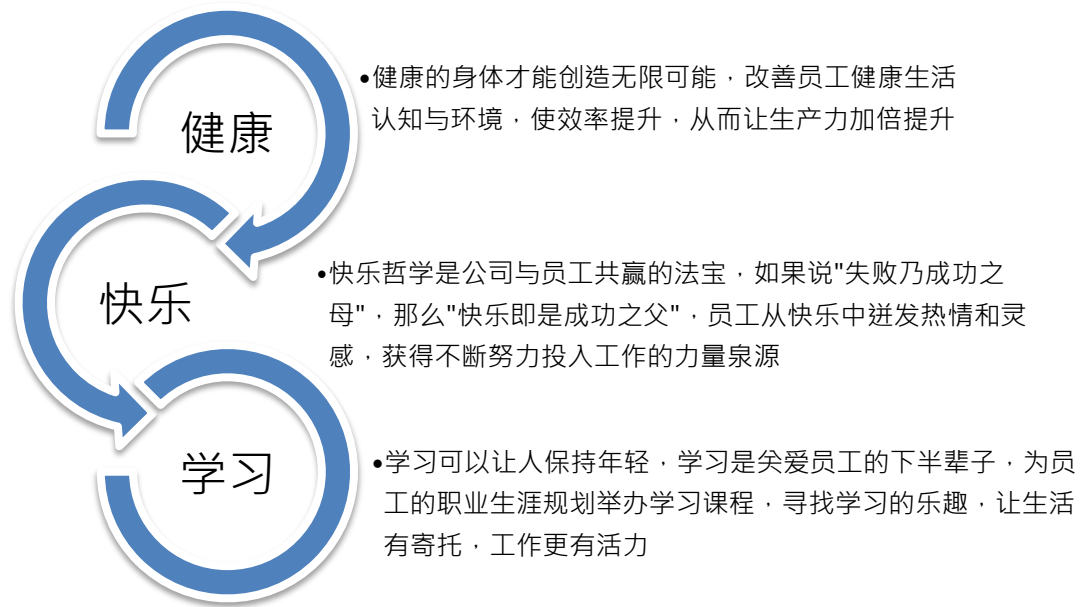 健康
•健康的身体才能创造无限可能，改善员工健康生活
认知与环境，使效率提升，从而让生产力加倍提升
快乐
•快乐哲学是公司与员工共赢的法宝，如果说"失败乃成功之
母"，那么"快乐即是成功之父"，员工从快乐中迸发热情和灵
感，获得不断努力投入工作的力量泉源
学习
•学习可以让人保持年轻，学习是关爱员工的下半辈子，为员
工的职业生涯规划举办学习课程，寻找学习的乐趣，让生活
有寄托，工作更有活力